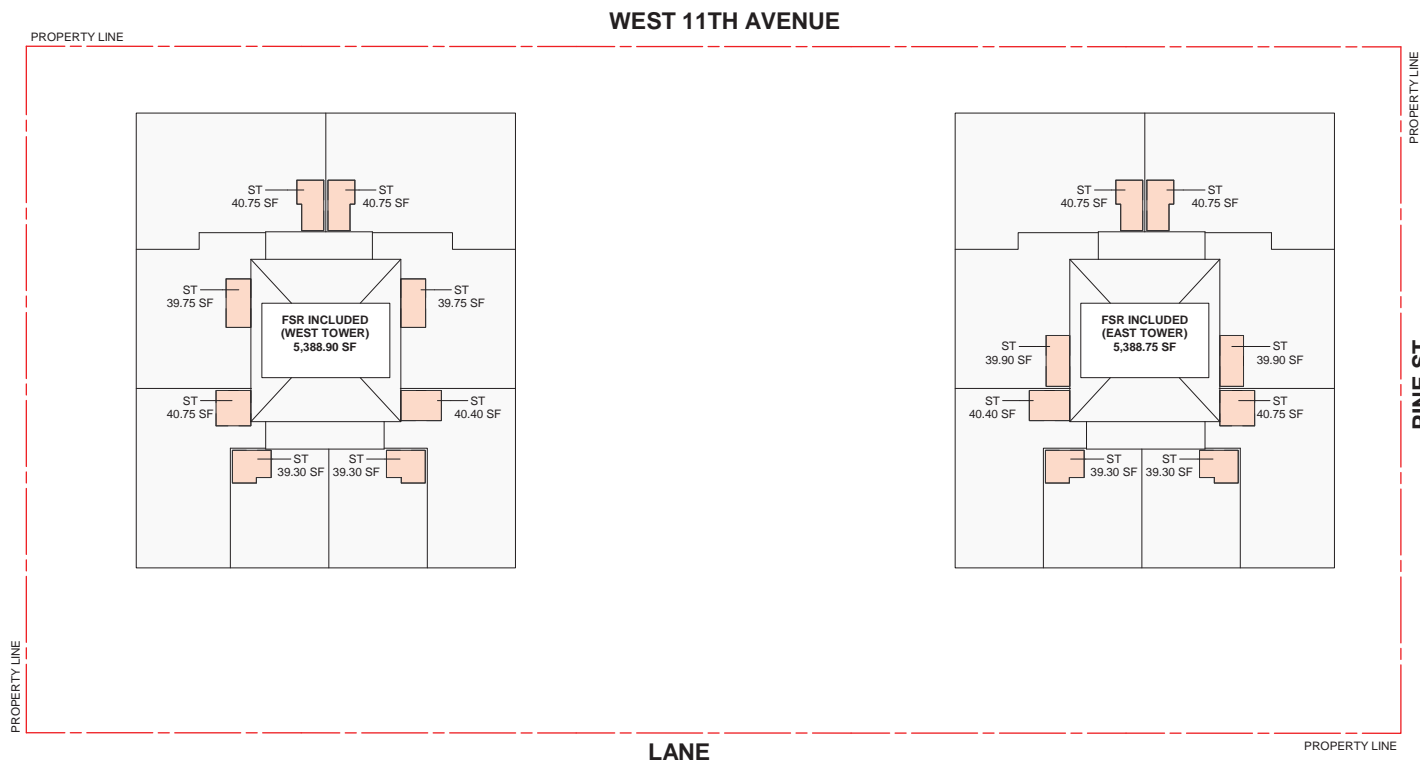 WEST 11TH AVENUE
PROPERTY LINE
PROPERTY LINE
ST
40.75 SF
ST
40.75 SF
ST
40.75 SF
ST
40.75 SF
ST
39.75 SF
ST
39.75 SF
FSR INCLUDED
(WEST TOWER)
5,388.90 SF
FSR INCLUDED
(EAST TOWER)
5,388.75 SF
ST
39.90 SF
ST
39.90 SF
PINE ST
ST
40.75 SF
ST
40.40 SF
ST
40.40 SF
ST
40.75 SF
ST
39.30 SF
ST
39.30 SF
ST
39.30 SF
ST
39.30 SF
PROPERTY LINE
LANE
PROPERTY LINE